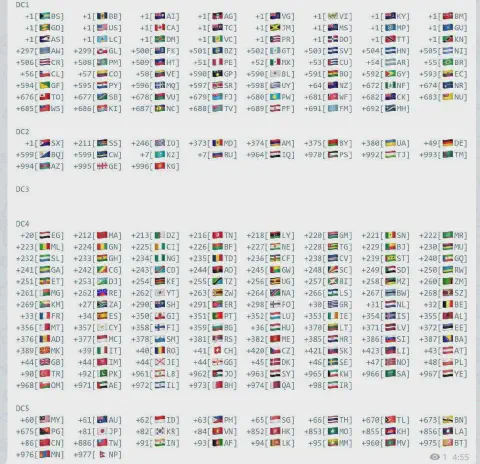 DC1
+1[🇧🇸]BS] +1[🇧🇧BB] +1[🇦🇮AI] +1[🇦🇬AG] +1[🇻🇬VG] +1[🇻🇮VI] +1[🇰🇾KY] +1[🇧🇲BM]
+1[🇬🇩GD] +1[🇺🇸US] +1[🇨🇦CA] +1[🇹🇨TC] +1[🇯🇲JM] +1[🇲🇸MS] +1[🇲🇵MP] +1[🇬🇺GU]
+1[🇦🇸AS] +1[🇱🇨LC] +1[🇩🇲DM] +1[🇻🇨VC] +1[🇵🇷PR] +1[🇩🇴DO] +1[🇹🇹TT] +1[🇰🇳KN]
+297[🇦🇼AW] +299[🇬🇱GL] +500[🇫🇰FK] +501[🇧🇿BZ] +502[🇬🇹GT] +503[🇸🇻SV] +504[🇭🇳HN] +505[🇳🇮NI]
+506[🇨🇷CR] +508[🇵🇲PM] +509[🇭🇹HT] +51[🇵🇪PE] +52[🇲🇽MX] +53[🇨🇺CU] +54[🇦🇷AR] +55[🇧🇷BR]
+56[🇨🇱CL] +57[🇨🇴CO] +58[🇻🇪VE] +590[🇬🇵GP] +590[🇧🇱BL] +591[🇧🇴BO] +592[🇬🇾GY] +593[🇪🇨EC]
+594[🇬🇫GF] +595[🇵🇾PY] +596[🇲🇶MQ] +597[🇸🇷SR] +598[🇺🇾UY] +64[🇳🇿NZ] +672[🇳🇫NF] +674[🇳🇷NR]
+676[🇹🇴TO] +677[🇸🇧SB] +678[🇻🇺VU] +679[🇫🇯FJ] +680[🇵🇼PW] +681[🇼🇫WF] +682[🇨🇰CK] +683[🇳🇺NU]
+685[🇼🇸WS] +686[🇰🇮KI] +687[🇳🇨NC] +688[🇹🇻TV] +689[🇵🇫PF] +691[🇫🇲FM] +692[🇲🇭MH]
DC2
+1[🇸🇽SX] +211[🇸🇸SS] +246[🇮🇴IO] +373[🇲🇩MD] +374[🇦🇲AM] +375[🇧🇾BY] +380[🇺🇦UA] +49[🇩🇪DE]
+599[🇧🇶BQ] +599[🇨🇼CW] +7[🇰🇿KZ] +7[🇷🇺RU] +964[🇮🇶IQ] +970[🇵🇸PS] +992[🇹🇯TJ] +993[🇹🇲TM]
+994[🇦🇿AZ] +995[🇬🇪GE] +996[🇰🇬KG]
DC3
DC4
+20[🇪🇬EG] +212[🇲🇦MA] +213[🇩🇿DZ] +216[🇹🇳TN] +218[🇱🇾LY] +220[🇬🇲GM] +221[🇸🇳SN] +222[🇲🇷MR]
+223[🇲🇱ML] +224[🇬🇳GN] +225[🇨🇮CI] +226[🇧🇫BF] +227[🇳🇪NE] +228[🇹🇬TG] +229[🇧🇯BJ] +230[🇲🇺MU]
+232[🇸🇱SL] +233[🇬🇭GH] +234[🇳🇬NG] +235[🇹🇩TD] +236[🇨🇫CF] +238[🇨🇻CV] +239[🇸🇹ST] +240[🇬🇶GQ]
+241[🇬🇦GA] +242[🇨🇬CG] +243[🇨🇩CD] +244[🇦🇴AO] +245[🇬🇼GW] +248[🇸🇨SC] +249[🇸🇩SD] +250[🇷🇼RW]
+251[🇪🇹ET] +253[🇩🇯DJ] +254[🇰🇪KE] +255[🇹🇿TZ] +256[🇺🇬UG] +257[🇧🇮BI] +258[🇲🇿MZ] +260[🇿🇲ZM]
+261[🇲🇬MG] +262[🇷🇪RE] +262[🇾🇹YT] +263[🇿🇼ZW] +264[🇳🇦NA] +266[🇱🇸LS] +267[🇧🇼BW] +268[🇸🇿SZ]
+269[🇰🇲KM] +27[🇿🇦ZA] +290[🇸🇭SH] +291[🇪🇷ER] +298[🇫🇴FO] +30[🇬🇷GR] +31[🇳🇱NL] +32[🇧🇪BE]
+33[🇫🇷FR] +34[🇪🇸ES] +350[🇬🇮GI] +351[🇵🇹PT] +352[🇱🇺LU] +353[🇮🇪IE] +354[🇮🇸IS] +355[🇦🇱AL]
+356[🇲🇹MT] +357[🇨🇾CY] +358[🇫🇮FI] +359[🇧🇬BG] +36[🇭🇺HU] +370[🇱🇹LT] +371[🇱🇻LV] +372[🇪🇪EE]
+376[🇦🇩AD] +377[🇲🇨MC] +378[🇸🇲SM] +381[🇷🇸RS] +382[🇲🇪ME] +385[🇭🇷HR] +386[🇸🇮SI] +387[🇧🇦BA]
+389[🇲🇰MK] +39[🇮🇹IT] +40[🇷🇴RO] +41[🇨🇭CH] +420[🇨🇿CZ] +421[🇸🇰SK] +423[🇱🇮LI] +43[🇦🇹AT]
+44[🇬🇧GB] +44[🇮🇲IM] +44[🇯🇪JE] +44[🇬🇬GG] +45[🇩🇰DK] +46[🇸🇪SE] +47[🇳🇴NO] +48[🇵🇱PL]
+90[🇹🇷TR] +92[🇵🇰PK] +961[🇱🇧LB] +962[🇯🇴JO] +963[🇸🇾SY] +965[🇰🇼KW] +966[🇸🇦SA] +967[🇾🇪YE]
+968[🇴🇲OM] +971[🇦🇪AE] +972[🇮🇱IL] +973[🇧🇭BH] +974[🇶🇦QA] +98[🇮🇷IR]
DC5
+60[🇲🇾MY] +61[🇦🇺AU] +62[🇮🇩ID] +63[🇵🇭PH] +65[🇸🇬SG] +66[🇹🇭TH] +670[🇹🇱TL] +673[🇧🇳BN]
+675[🇵🇬PG] +81[🇯🇵JP] +82[🇰🇷KR] +84[🇻🇳VN] +852[🇭🇰HK] +853[🇲🇴MO] +855[🇰🇭KH] +856[🇱🇦LA]
+86[🇨🇳CN] +886[🇹🇼TW] +91[🇮🇳IN] +93[🇦🇫AF] +94[🇱🇰LK] +95[🇲🇲MM] +960[🇲🇻MV] +975[🇧🇹BT]
+976[🇲🇳MN] +977[🇳🇵NP] 1 4:55